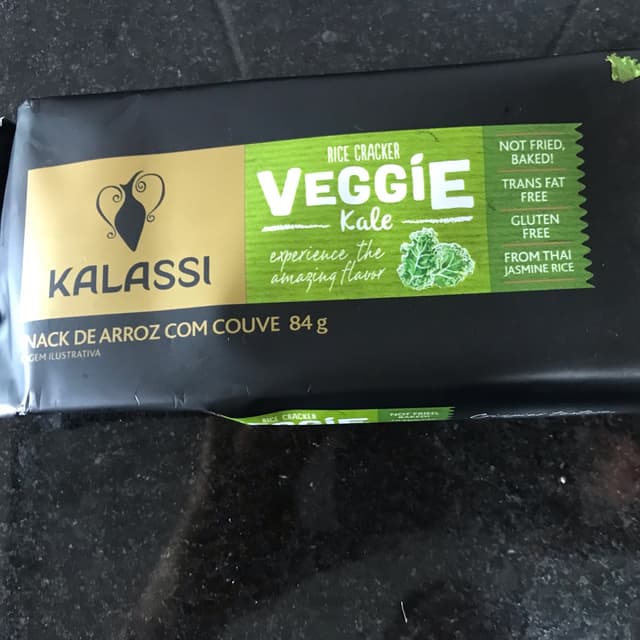 KALASSI
RICE CRACKER
VEGGIE
Kale
experience the
amazing flavor
NOT FRIED,
BAKED!
TRANS FAT
FREE
GLUTEN
FREE
FROM THAI
JASMINE RICE
NACK DE ARROZ COM COUVE 84 g
GEM ILUSTRATIVA
RICE CRACKER
NOT FRIED,